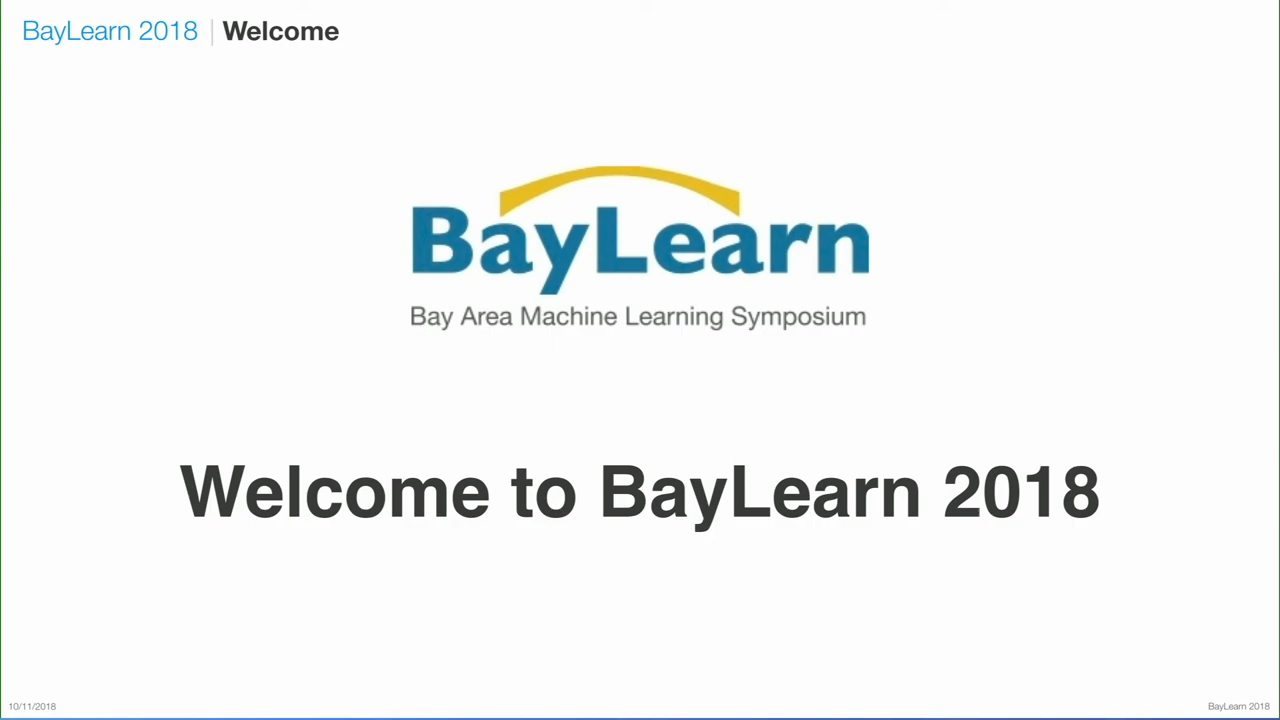 BayLearn 2018 | Welcome
BayLearn
Bay Area Machine Learning Symposium
Welcome to BayLearn 2018
10/11/2018
BayLearn 2018